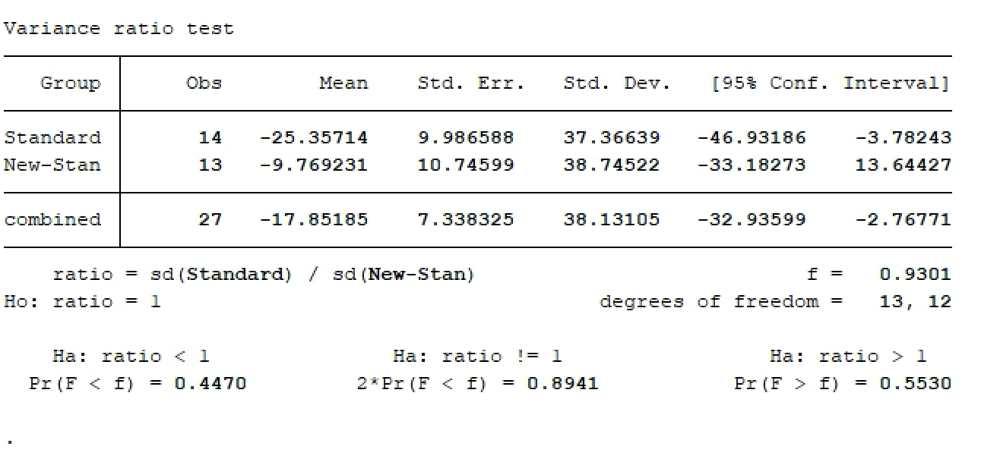 Variance ratio test
Group Obs Mean Std. Err. Std. Dev. [95% Conf. Interval]
Standard 14 -25.35714 9.986588 37.36639 -46.93186 -3.78243
New-Stan 13 -9.769231 10.74599 38.74522 -33.18273 13.64427
combined 27 -17.85185 7.338325 38.13105 -32.93599 -2.76771
ratio = sd(Standard) / sd(New-Stan) f = 0.9301
Ho: ratio = 1 degrees of freedom = 13, 12
Ha: ratio < 1 Ha: ratio != 1 Ha: ratio > 1
Pr(F < f) = 0.4470 2*Pr(F < f) = 0.8941 Pr(F > f) = 0.5530
.